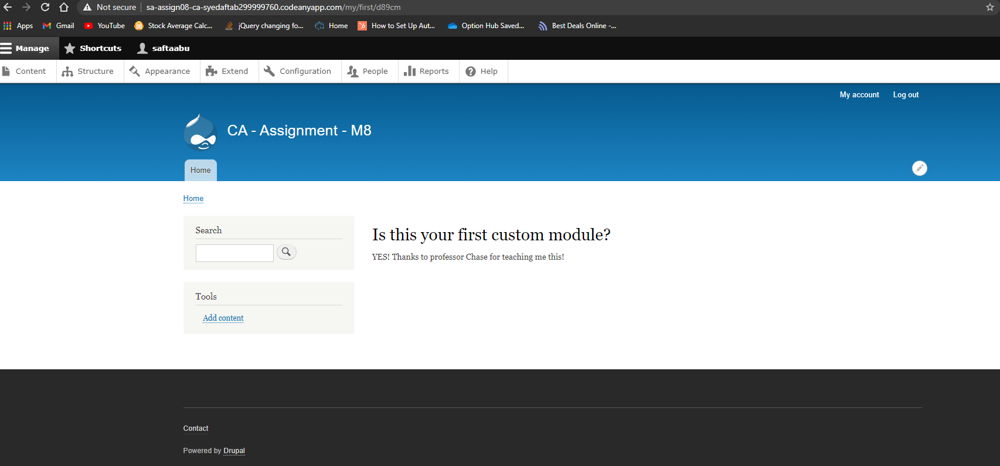 Not secure | sa-assign08-ca-syedaftab299999760.codeanyapp.com/my/first/d89cm
Apps Gmail YouTube Stock Average Calc... jQuery changing fo... Home How to Set Up Aut... Option Hub Saved... Best Deals Online -...
Manage Shortcuts saftaabu
Content Structure Appearance Extend Configuration People Reports Help
My account Log out
CA - Assignment - M8
Home
Home
Search
Is this your first custom module?
YES! Thanks to professor Chase for teaching me this!
Tools
Add content
Contact
Powered by Drupal